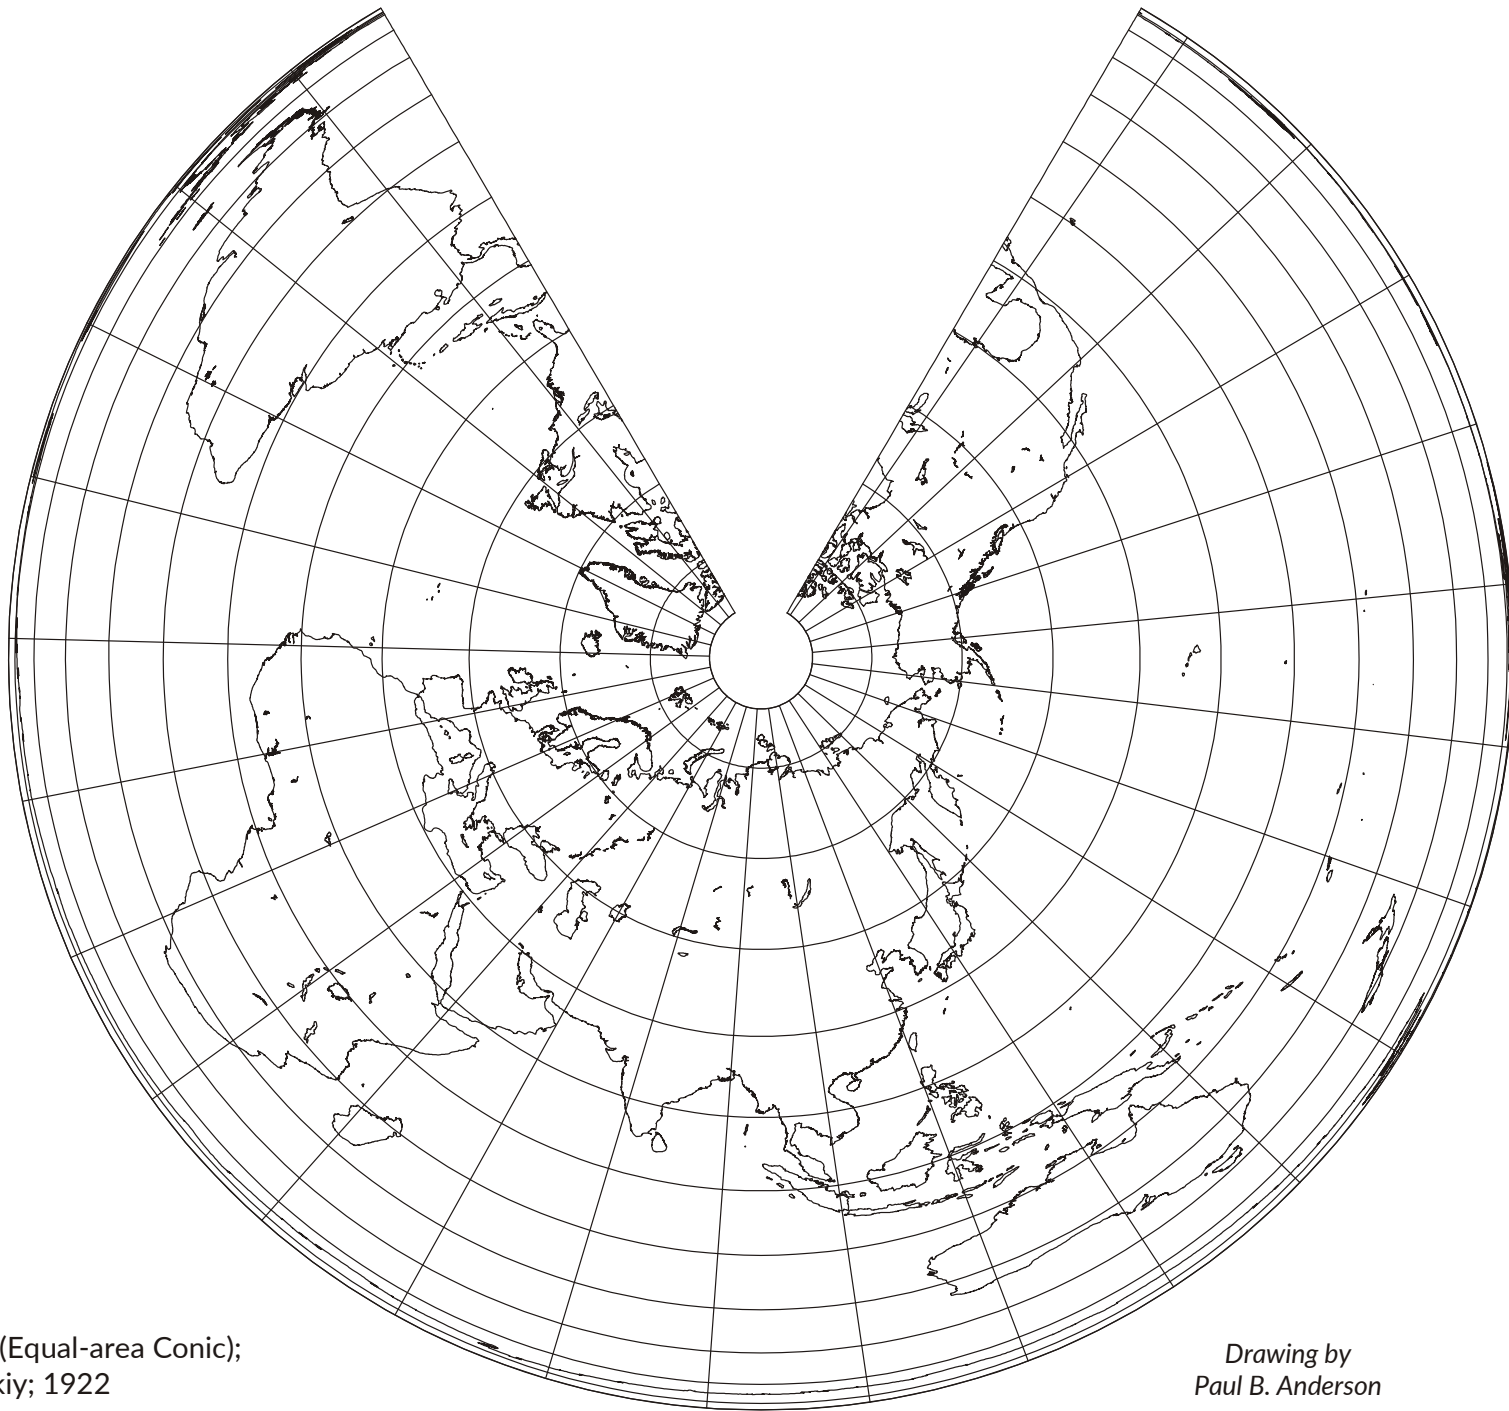 (Equal-area Conic);
kiy; 1922
Drawing by
Paul B. Anderson